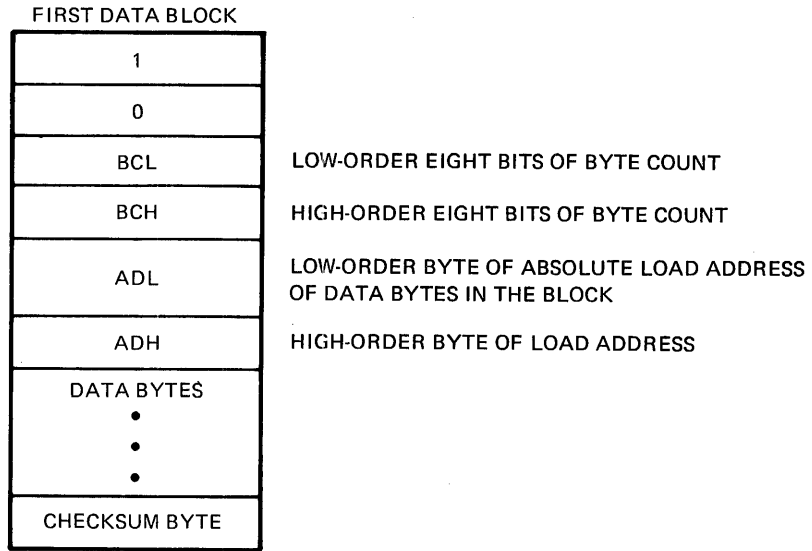 FIRST DATA BLOCK
1
0
BCL
LOW-ORDER EIGHT BITS OF BYTE COUNT
BCH
HIGH-ORDER EIGHT BITS OF BYTE COUNT
ADL
LOW-ORDER BYTE OF ABSOLUTE LOAD ADDRESS
OF DATA BYTES IN THE BLOCK
ADH
HIGH-ORDER BYTE OF LOAD ADDRESS
DATA BYTES
CHECKSUM BYTE